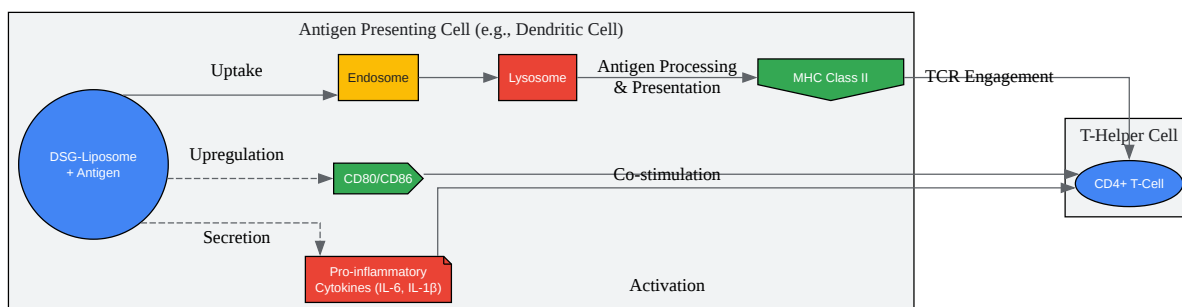 Antigen Presenting Cell (e.g., Dendritic Cell)
Uptake
Endosome
Lysosome
Antigen Processing
& Presentation
MHC Class II
TCR Engagement
T-Helper Cell
DSG-Liposome
+ Antigen
Upregulation
CD80/CD86
Co-stimulation
CD4+ T-Cell
Secretion
Pro-inflammatory
Cytokines (IL-6, IL-1β)
Activation